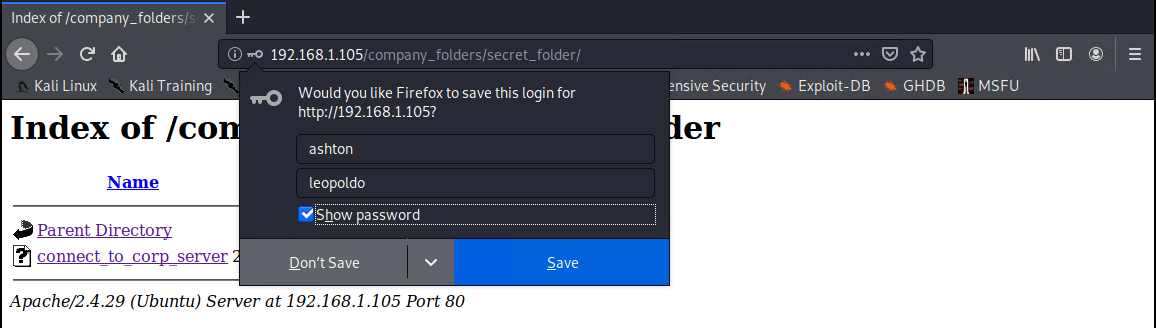 Index of /company_folders/s
192.168.1.105/company_folders/secret_folder/
Kali Linux Kali Training ensive Security Exploit-DB GHDB MSFU
Would you like Firefox to save this login for
http://192.168.1.105?
ashton
leopoldo
Show password
Don't Save Save
Index of /com der
Name
Parent Directory
connect_to_corp_server 2
Apache/2.4.29 (Ubuntu) Server at 192.168.1.105 Port 80